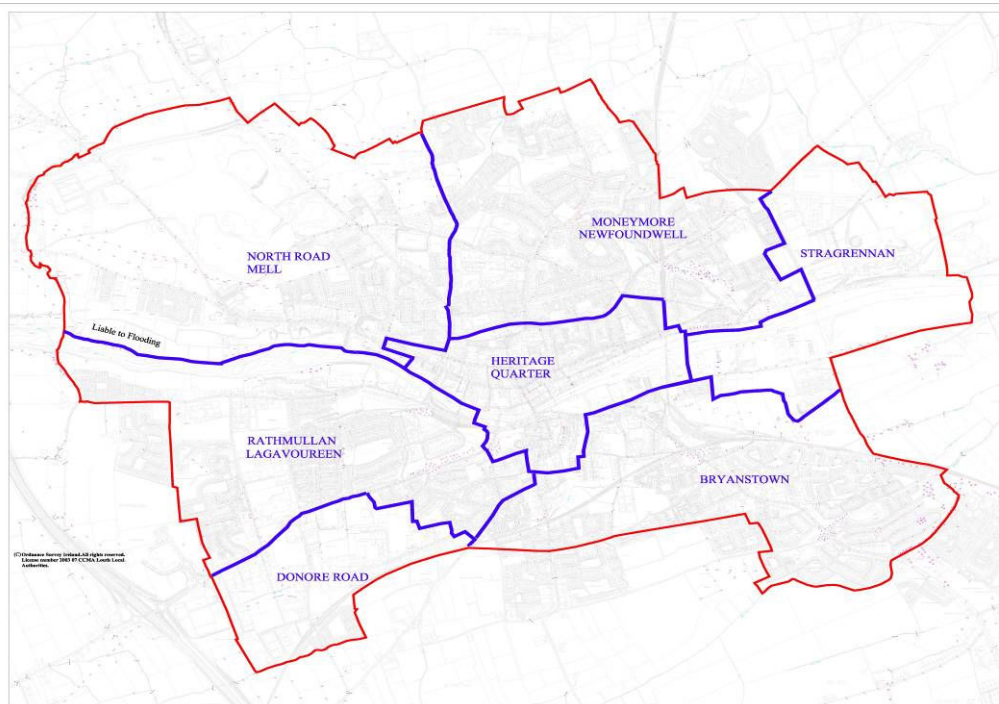 MONEYMORE
NEWFOUNDWELL
NORTH ROAD
MELL
STRAGRENNAN
Liable to Flooding
HERITAGE
QUARTER
RATHMULLAN
LAGAVOUREEN
BRYANSTOWN
(C) Ordnance Survey Ireland.All rights reserved.
License number 2003 07 CCMA Louth Local
Authorities.
DONORE ROAD